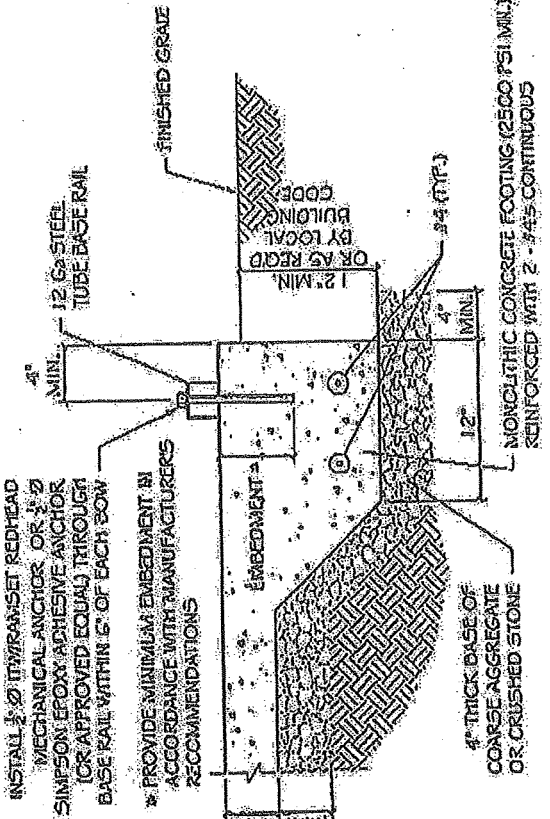 INSTALL ½" Ø ITW/RAMSET REDHEAD
MECHANICAL ANCHOR OR ½" Ø
SIMPSON EPOXY ADHESIVE ANCHOR
(OR APPROVED EQUAL) THROUGH
BASE RAIL WITHIN 6" OF EACH BOW
* PROVIDE MINIMUM EMBEDMENT IN
ACCORDANCE WITH MANUFACTURERS
RECOMMENDATIONS
4"
MIN.
12 Ga STEEL
TUBE BASE RAIL
FINISHED GRADE
EMBEDMENT *
12" MIN.
OR AS REQ'D
BY LOCAL
BUILDING
CODE
#4 (TYP.)
4"
MIN.
12"
4" THICK BASE OF
COARSE AGGREGATE
OR CRUSHED STONE
MONOLITHIC CONCRETE FOOTING (2500 PSI MIN.)
REINFORCED WITH 2 - #4S CONTINUOUS